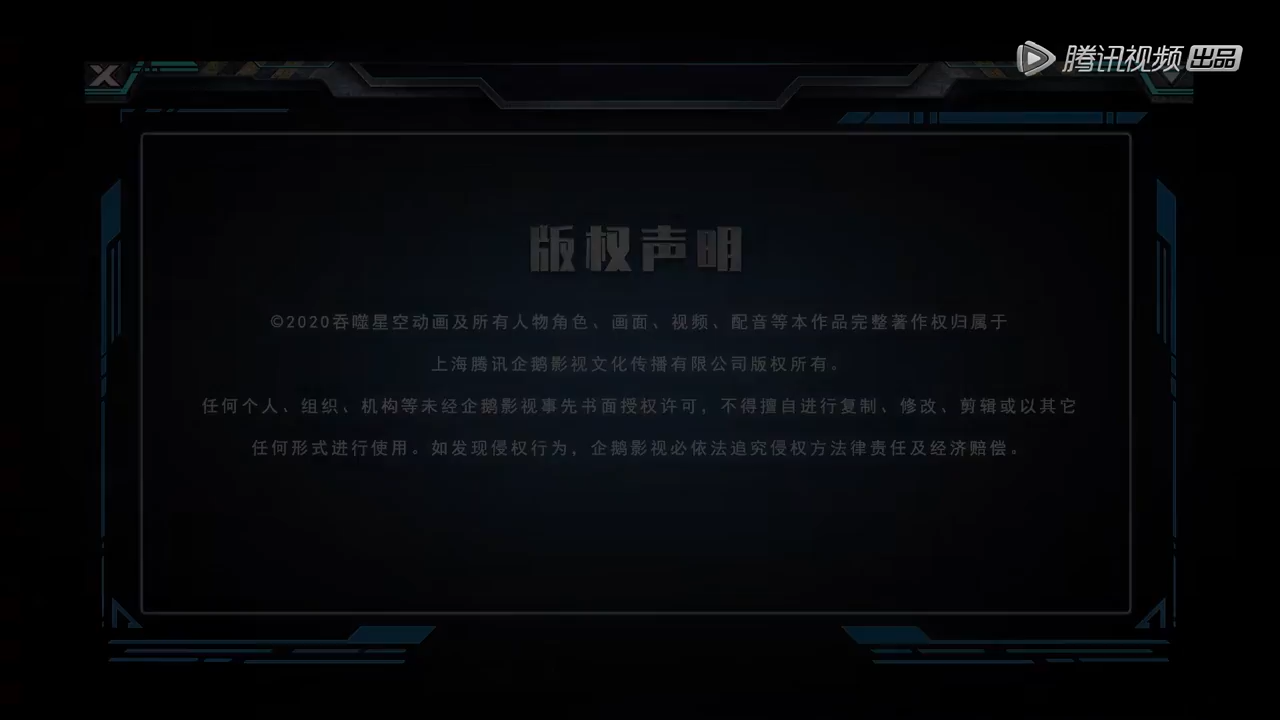 腾讯视频 出品
版权声明
©2020吞噬星空动画及所有人物角色、画面、视频、配音等本作品完整著作权归属于
上海腾讯企鹅影视文化传播有限公司版权所有。
任何个人、组织、机构等未经企鹅影视事先书面授权许可，不得擅自进行复制、修改、剪辑或以其它
任何形式进行使用。如发现侵权行为，企鹅影视必依法追究侵权方法律责任及经济赔偿。